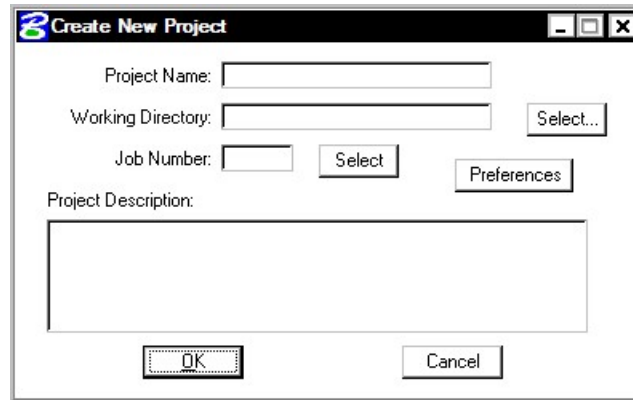 Create New Project
Project Name:
Working Directory:
Select...
Job Number:
Select
Preferences
Project Description:
OK
Cancel